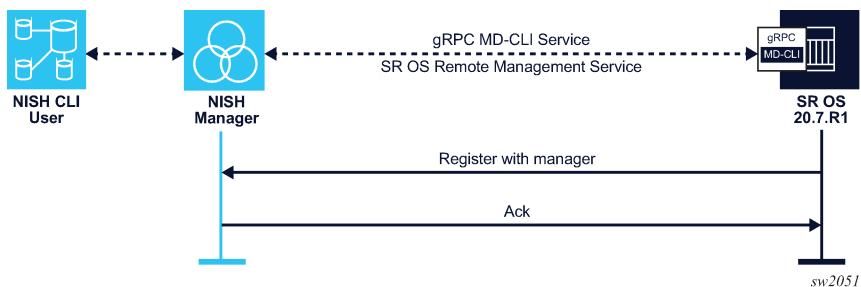 gRPC MD-CLI Service
SR OS Remote Management Service
gRPC
MD-CLI
NISH CLI
User
NISH
Manager
SR OS
20.7.R1
Register with manager
Ack
sw2051